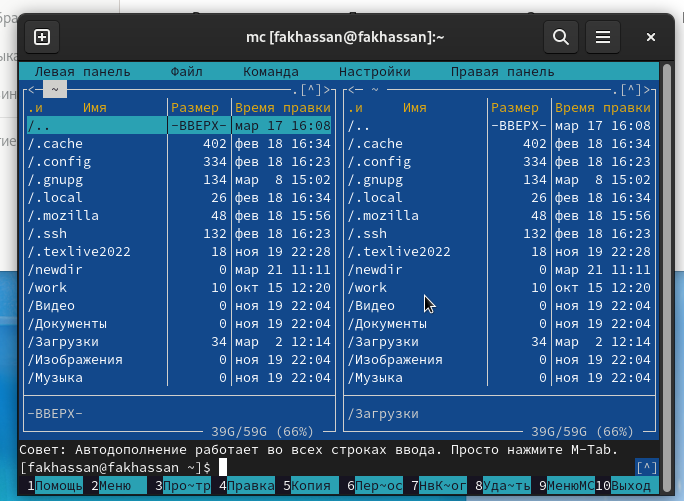 mc [fakhassan@fakhassan]:~
Левая панель Файл Команда Настройки Правая панель
<─ ~ .[^]> <─ ~ .[^]>
.и Имя Размер Время правки .и Имя Размер Время правки
/.. -ВВЕРХ- мар 17 16:08 /.. -ВВЕРХ- мар 17 16:08
/.cache 402 фев 18 16:34 /.cache 402 фев 18 16:34
/.config 334 фев 18 16:23 /.config 334 фев 18 16:23
/.gnupg 134 мар 8 15:02 /.gnupg 134 мар 8 15:02
/.local 26 фев 18 16:34 /.local 26 фев 18 16:34
/.mozilla 48 фев 18 15:56 /.mozilla 48 фев 18 15:56
/.ssh 132 фев 18 16:23 /.ssh 132 фев 18 16:23
/.texlive2022 18 ноя 19 22:28 /.texlive2022 18 ноя 19 22:28
/newdir 0 мар 21 11:11 /newdir 0 мар 21 11:11
/work 10 окт 15 12:20 /work 10 окт 15 12:20
/Видео 0 ноя 19 22:04 /Видео 0 ноя 19 22:04
/Документы 0 ноя 19 22:04 /Документы 0 ноя 19 22:04
/Загрузки 34 мар 2 12:14 /Загрузки 34 мар 2 12:14
/Изображения 0 ноя 19 22:04 /Изображения 0 ноя 19 22:04
/Музыка 0 ноя 19 22:04 /Музыка 0 ноя 19 22:04
-ВВЕРХ- /Загрузки
39G/59G (66%) 39G/59G (66%)
Совет: Автодополнение работает во всех строках ввода. Просто нажмите M-Tab.
[fakhassan@fakhassan ~]$ [^]
1Помощь 2Меню 3Про~тр 4Правка 5Копия 6Пер~ос 7НвК~ог 8Уда~ть 9МенюMC 10Выход